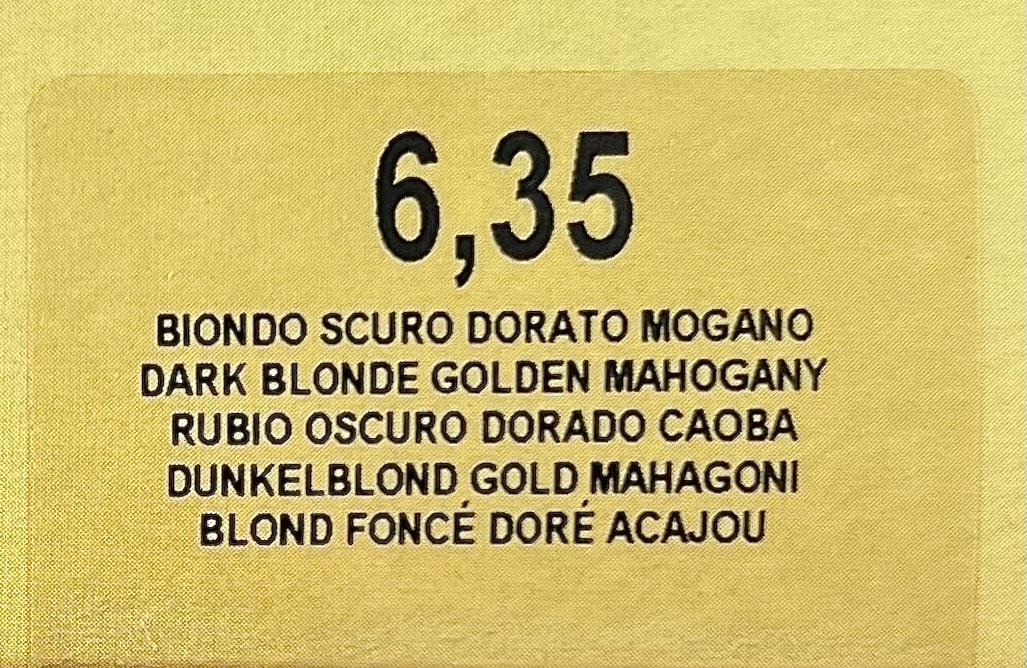 6,35
BIONDO SCURO DORATO MOGANO
DARK BLONDE GOLDEN MAHOGANY
RUBIO OSCURO DORADO CAOBA
DUNKELBLOND GOLD MAHAGONI
BLOND FONCÉ DORÉ ACAJOU